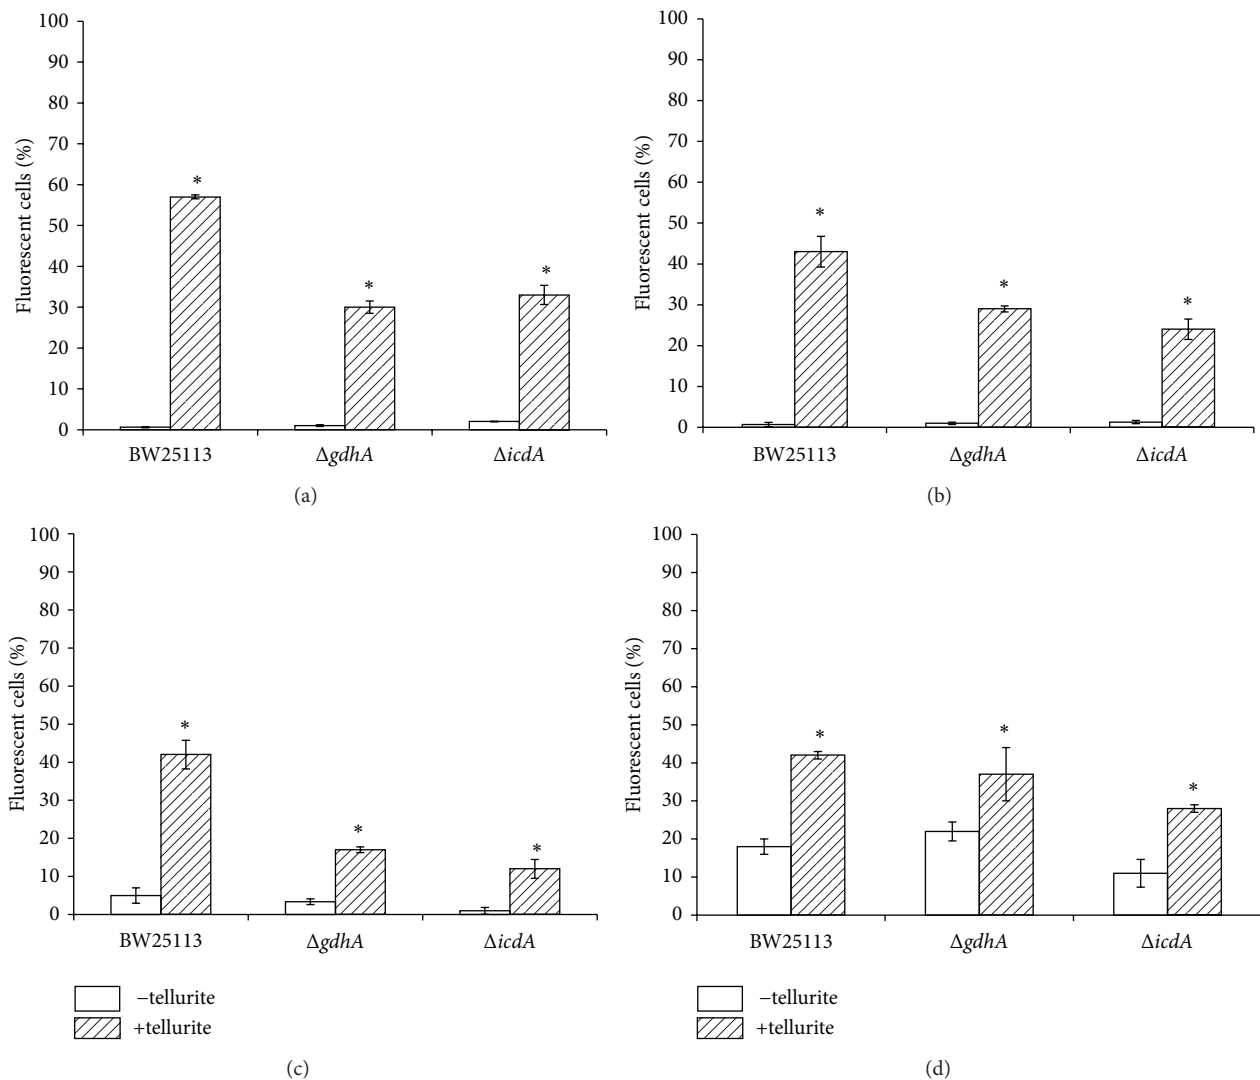 100
90
80
70
60
50
40
30
20
10
0
Fluorescent cells (%)
*
*
*
BW25113
ΔgdhA
ΔicdA
(a)
100
90
80
70
60
50
40
30
20
10
0
Fluorescent cells (%)
*
*
*
BW25113
ΔgdhA
ΔicdA
(b)
100
90
80
70
60
50
40
30
20
10
0
Fluorescent cells (%)
*
*
*
BW25113
ΔgdhA
ΔicdA
−tellurite
+tellurite
(c)
100
90
80
70
60
50
40
30
20
10
0
Fluorescent cells (%)
*
*
*
BW25113
ΔgdhA
ΔicdA
−tellurite
+tellurite
(d)